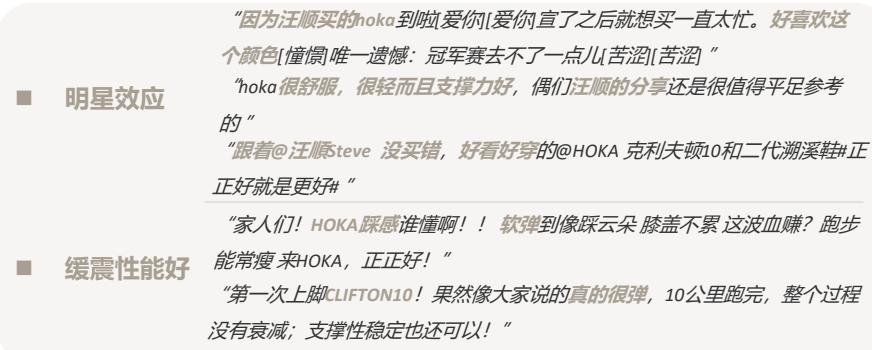 “因为汪顺买的hoka到啦[爱你][爱你]宣了之后就想买一直太忙。好喜欢这
个颜色[憧憬]唯一遗憾：冠军赛去不了一点儿[苦涩][苦涩] ”
■ 明星效应
“hoka很舒服，很轻而且支撑力好，偶们汪顺的分享还是很值得平足参考
的 ”
“跟着@汪順Steve 没买错，好看好穿的@HOKA 克利夫顿10和二代溯溪鞋#正
正好就是更好# ”
“家人们！HOKA踩感谁懂啊！！ 软弹到像踩云朵 膝盖不累 这波血赚？跑步
■ 缓震性能好
能常瘦 来HOKA，正正好！”
“第一次上脚CLIFTON10！果然像大家说的真的很弹，10公里跑完，整个过程
没有衰减；支撑性稳定也还可以！”